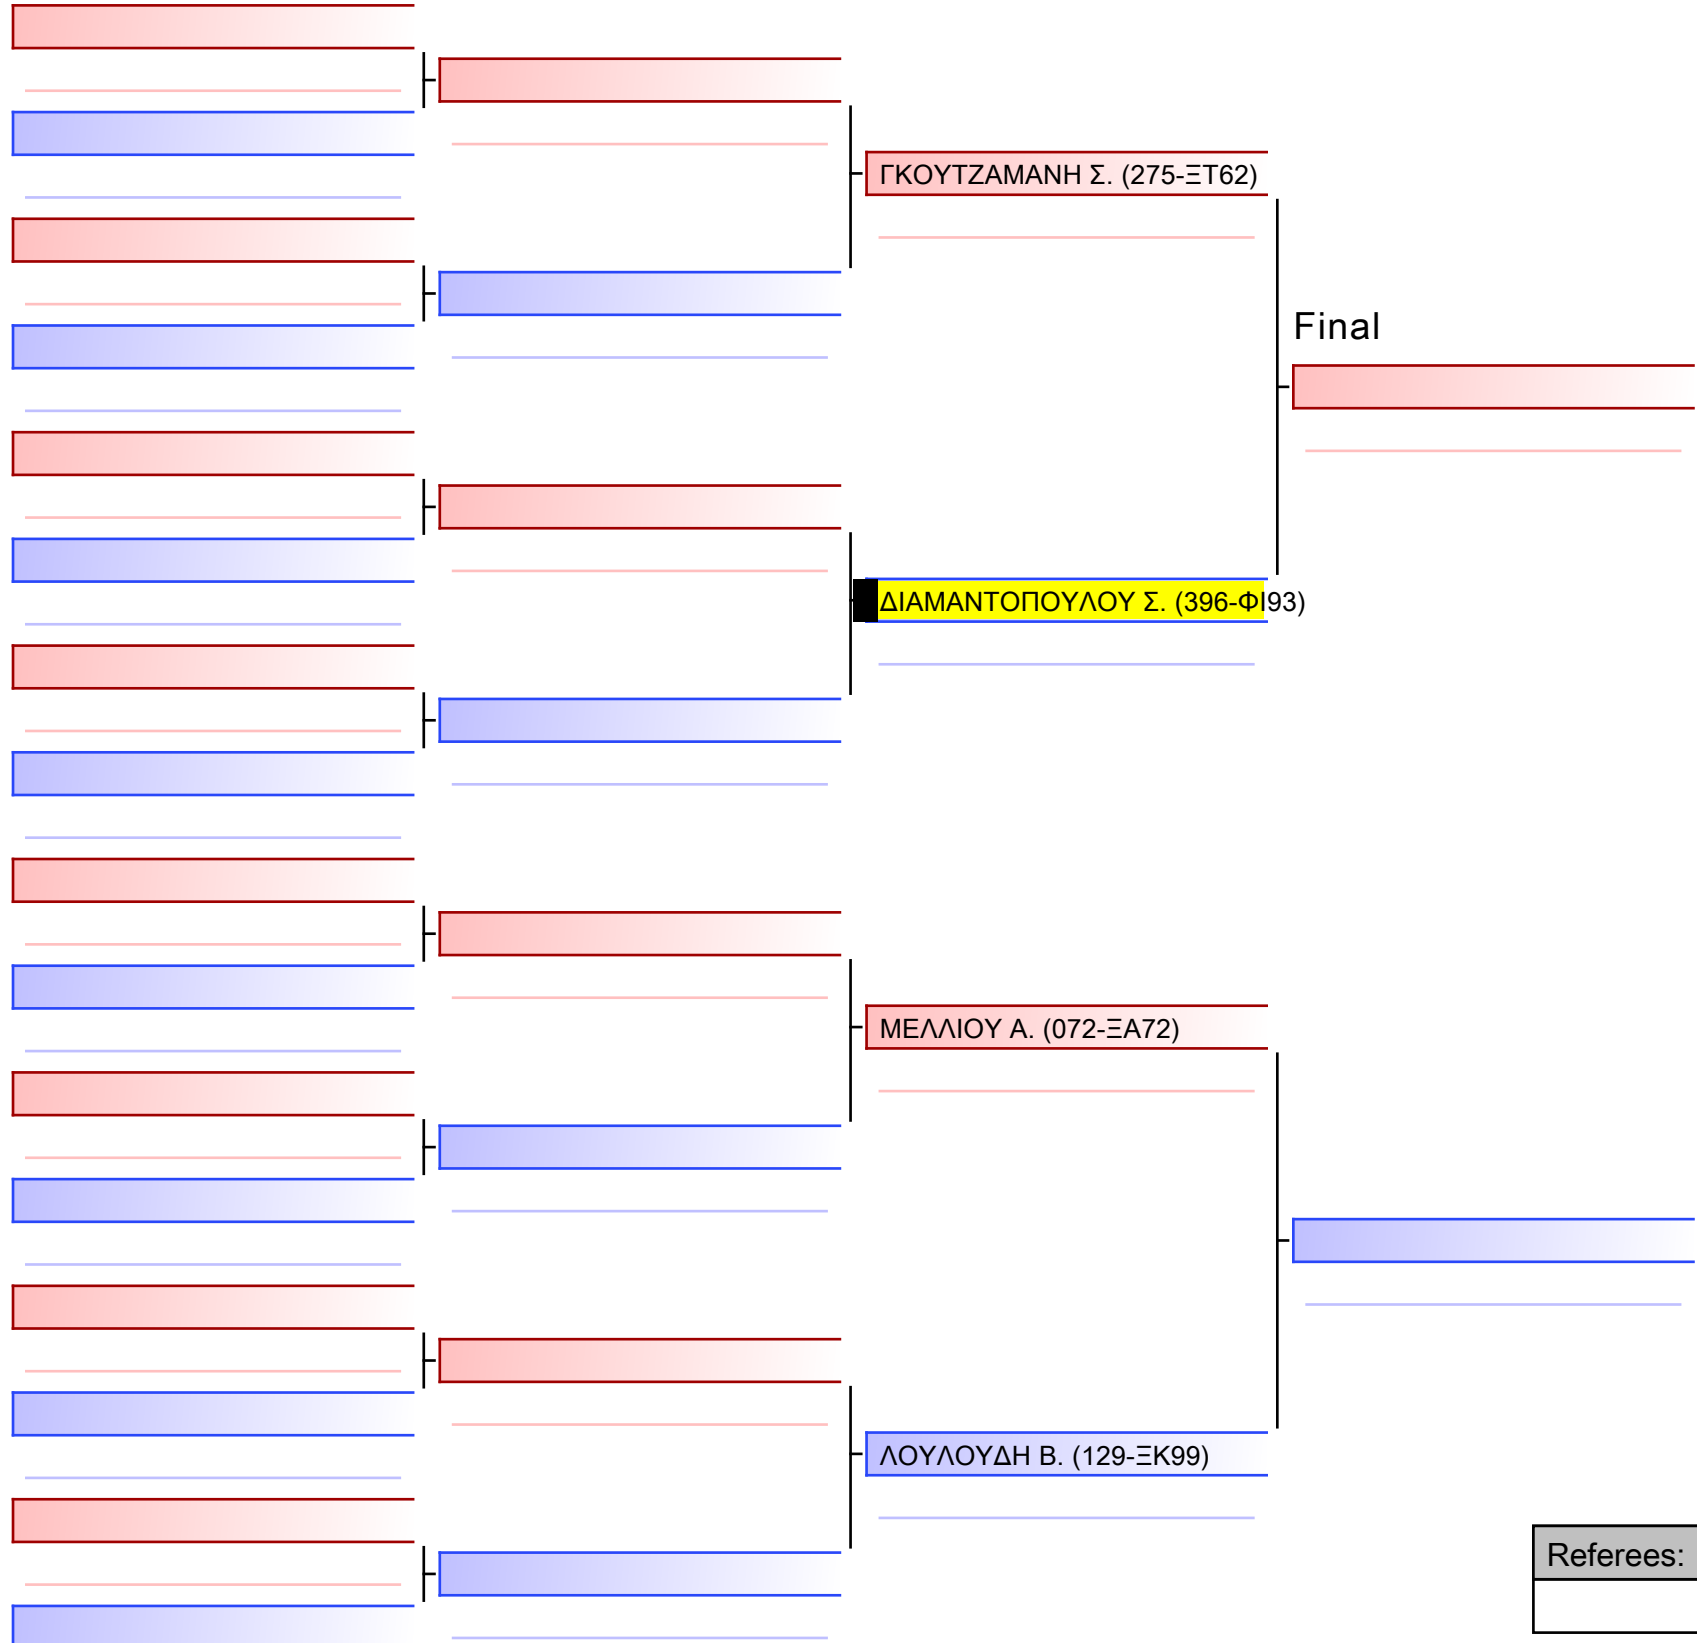 ΓΚΟΥΤΖΑΜΑΝΗ Σ. (275-ΞΤ62)
Final
ΔΙΑΜΑΝΤΟΠΟΥΛΟΥ Σ. (396-ΦΙ93)
ΜΕΛΛΙΟΥ Α. (072-ΞΑ72)
ΛΟΥΛΟΥΔΗ Β. (129-ΞΚ99)
Referees: